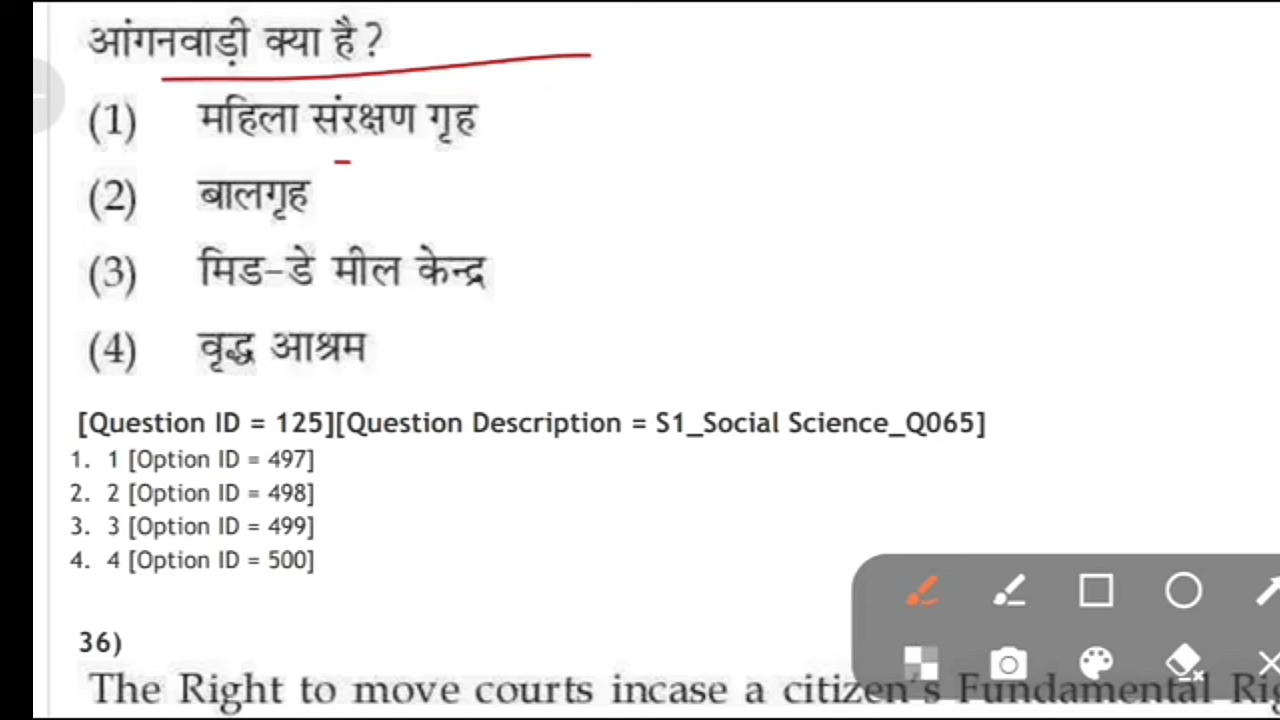 आंगनवाड़ी क्या है?
(1) महिला संरक्षण गृह
(2) बालगृह
(3) मिड-डे मील केन्द्र
(4) वृद्ध आश्रम
[Question ID = 125][Question Description = S1_Social Science_Q065]
1. 1 [Option ID = 497]
2. 2 [Option ID = 498]
3. 3 [Option ID = 499]
4. 4 [Option ID = 500]
36)
The Right to move courts incase a citizen's Fundamental